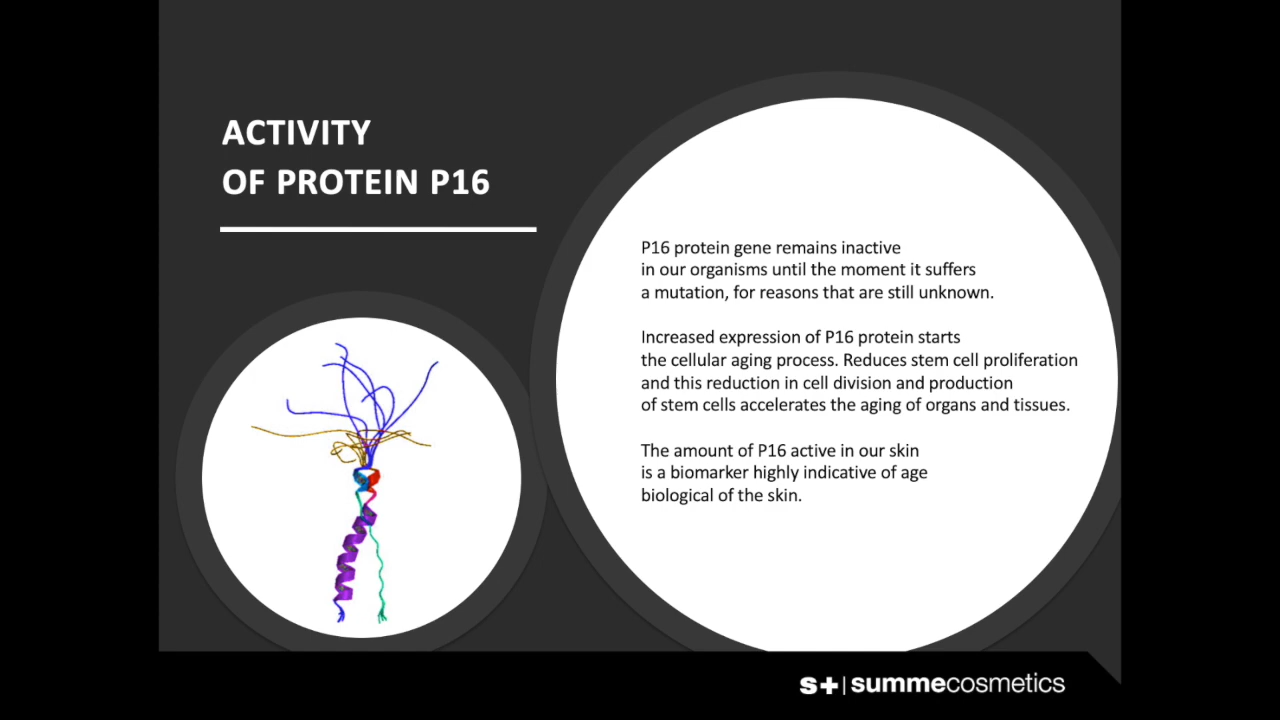 ACTIVITY
OF PROTEIN P16
P16 protein gene remains inactive
in our organisms until the moment it suffers
a mutation, for reasons that are still unknown.
Increased expression of P16 protein starts
the cellular aging process. Reduces stem cell proliferation
and this reduction in cell division and production
of stem cells accelerates the aging of organs and tissues.
The amount of P16 active in our skin
is a biomarker highly indicative of age
biological of the skin.
s+ | summecosmetics